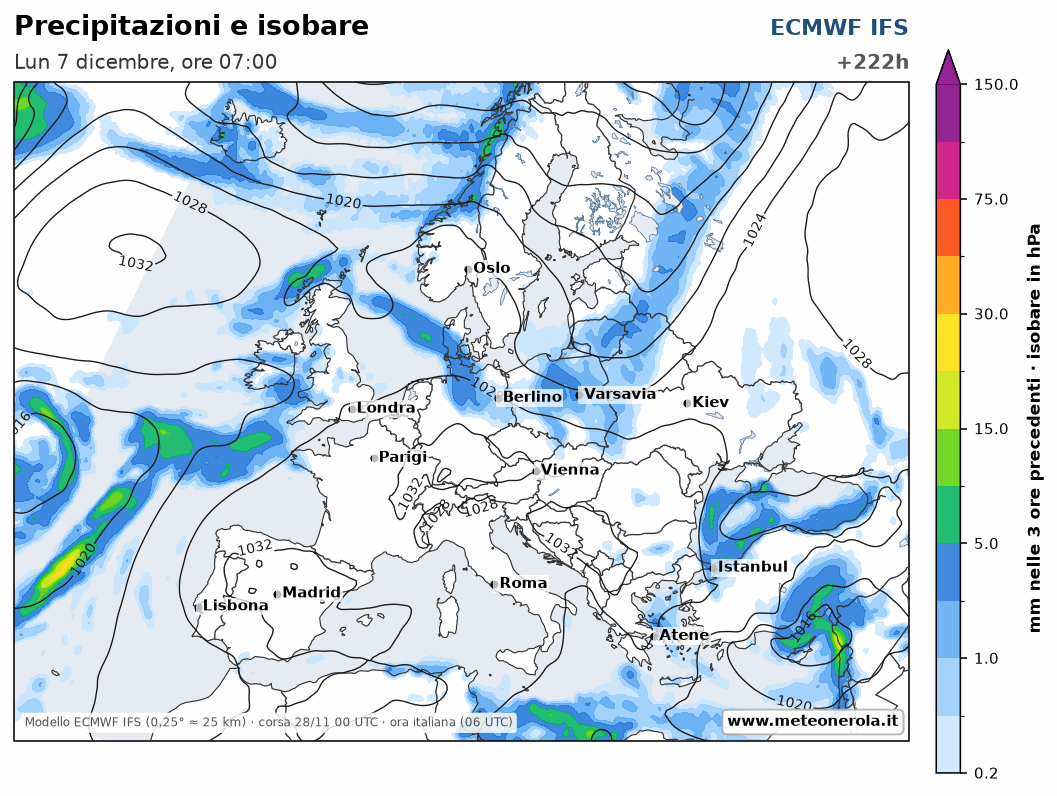 Precipitazioni e isobare
ECMWF IFS
Lun 7 dicembre, ore 07:00
+222h
150.0
75.0
30.0
15.0
5.0
1.0
0.2
mm nelle 3 ore precedenti · isobare in hPa
1028
1020
1032
1024
1028
Oslo
Berlino
Varsavia
Kiev
Londra
Parigi
Vienna
1032
1028
1028
1020
1032
Istanbul
Roma
Madrid
Lisbona
Atene
1016
1020
Modello ECMWF IFS (0,25° ≈ 25 km) · corsa 28/11 00 UTC · ora italiana (06 UTC)
www.meteonerola.it